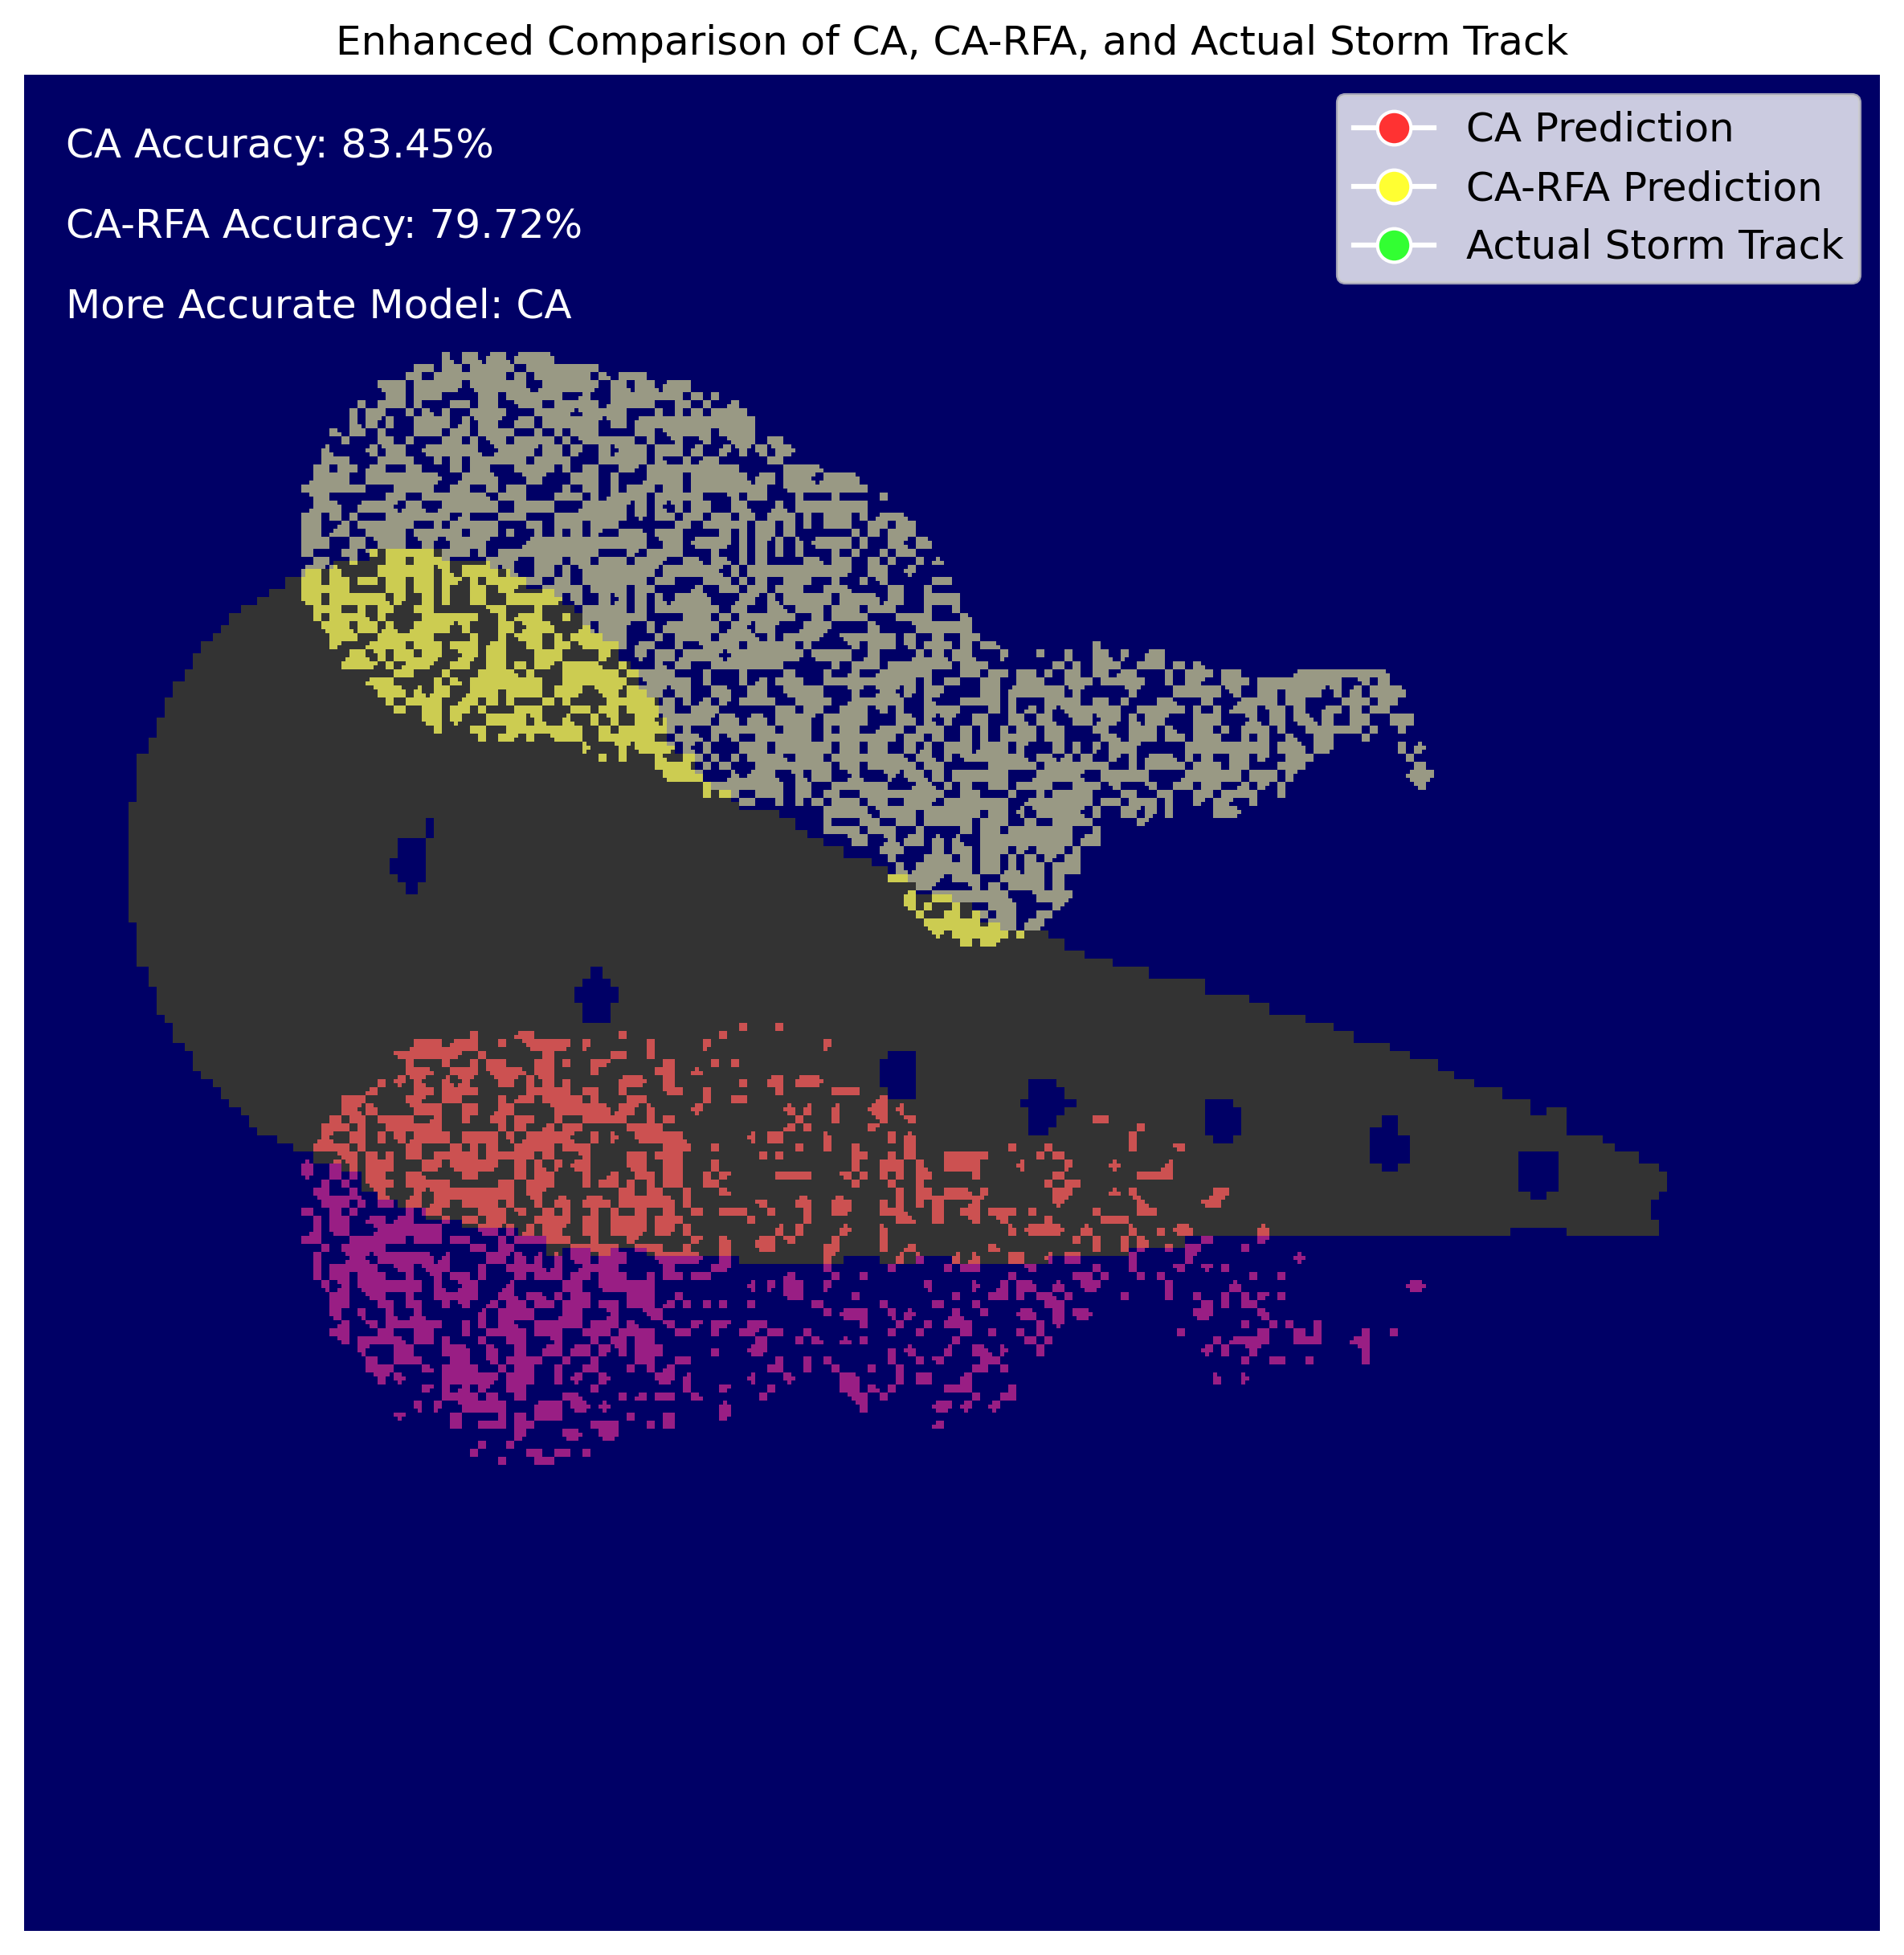 Enhanced Comparison of CA, CA-RFA, and Actual Storm Track
CA Accuracy: 83.45%
CA-RFA Accuracy: 79.72%
More Accurate Model: CA
CA Prediction
CA-RFA Prediction
Actual Storm Track